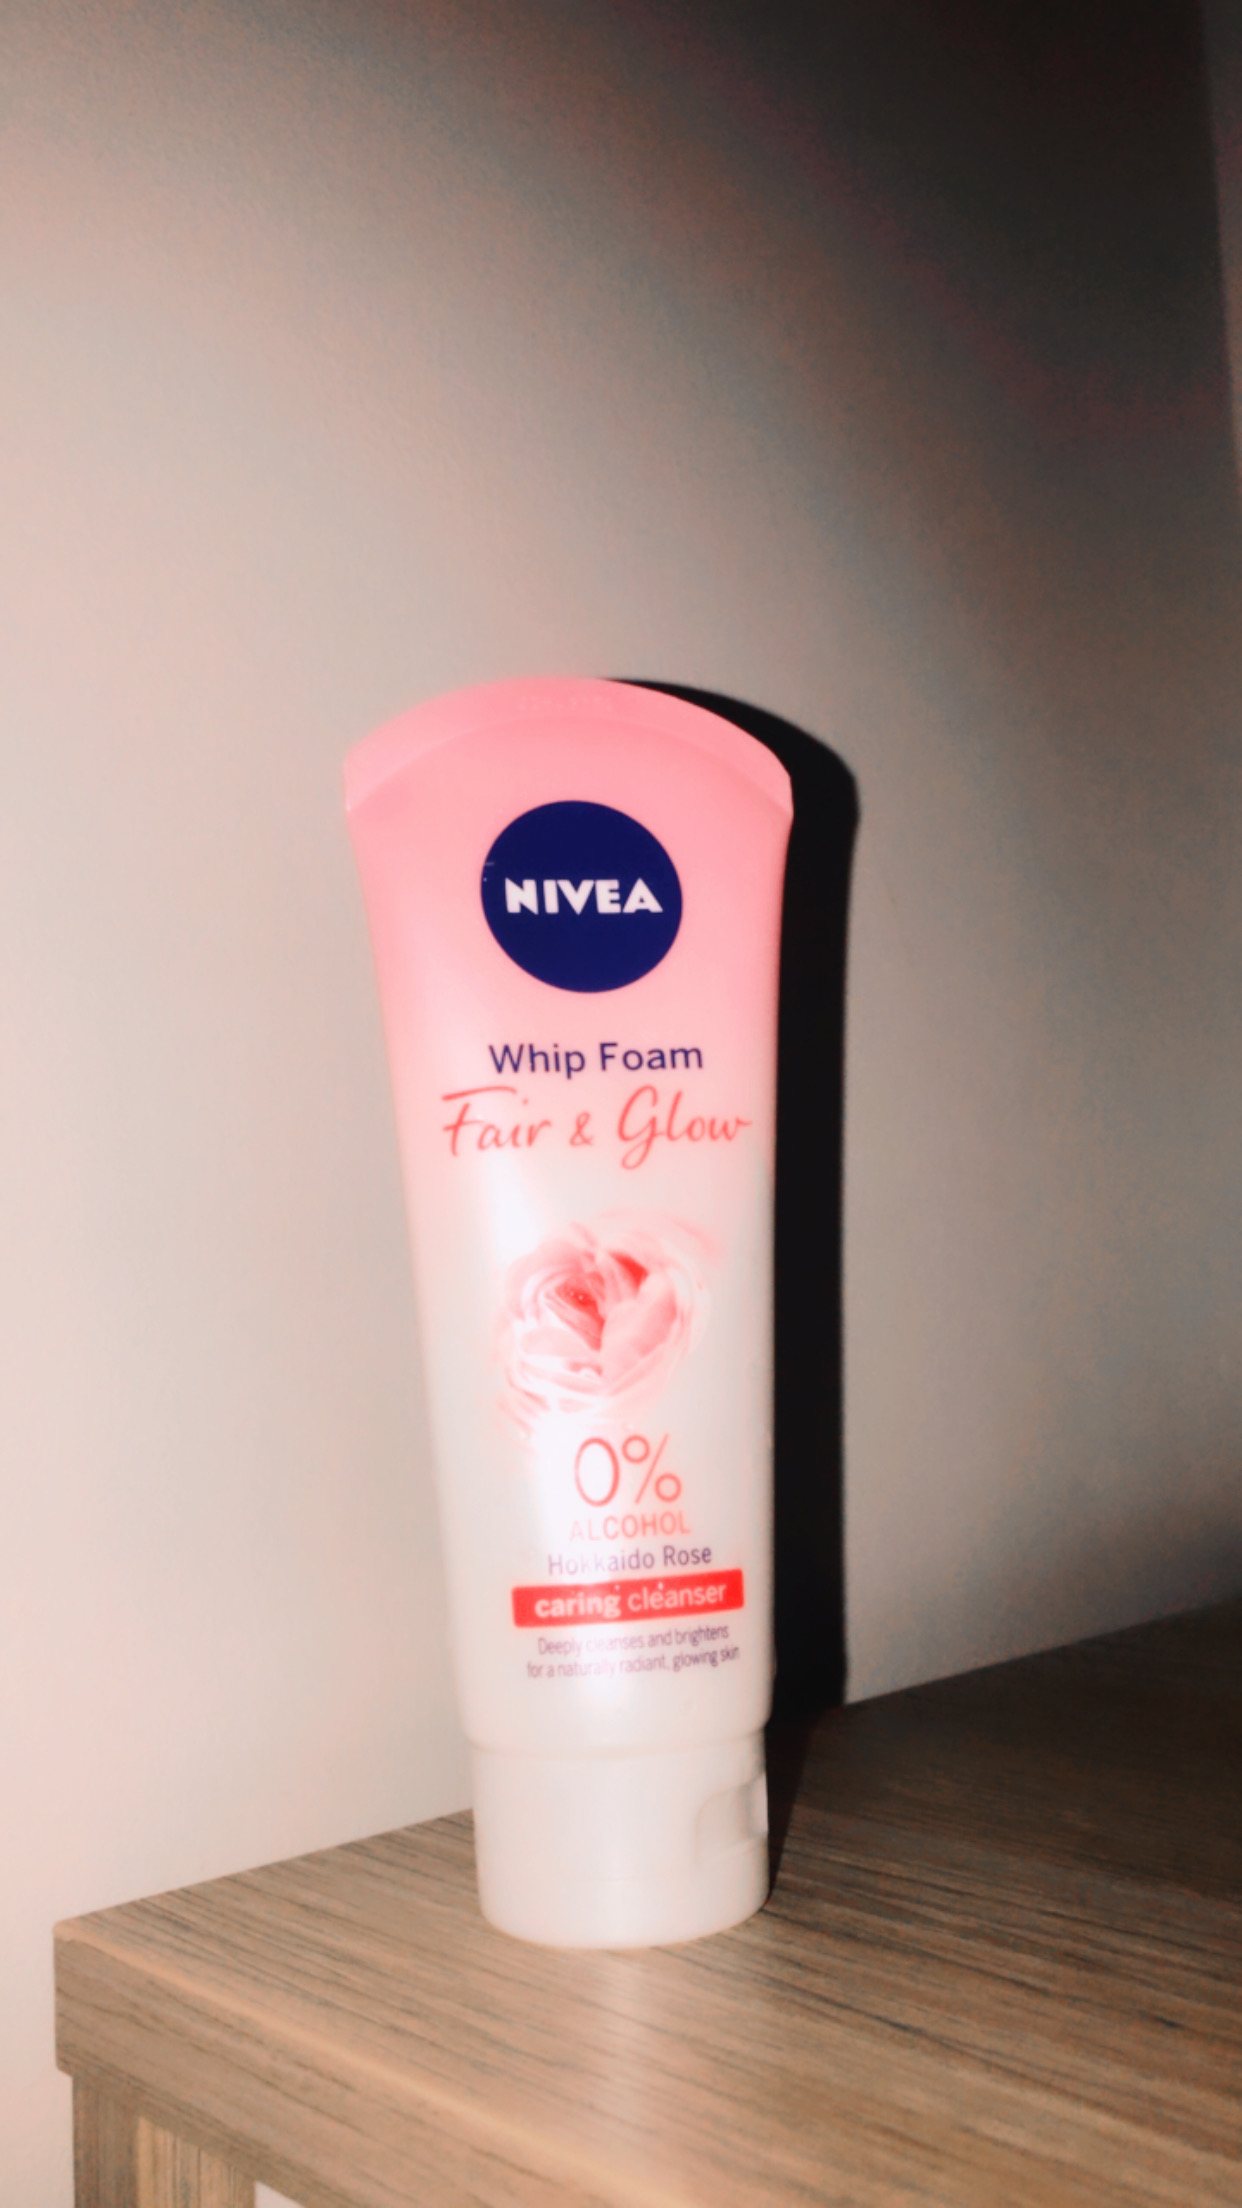 NIVEA
Whip Foam
Fair & Glow
0%
ALCOHOL
Hokkaido Rose
caring cleanser
Deeply cleanses and brightens
for a naturally radiant, glowing skin